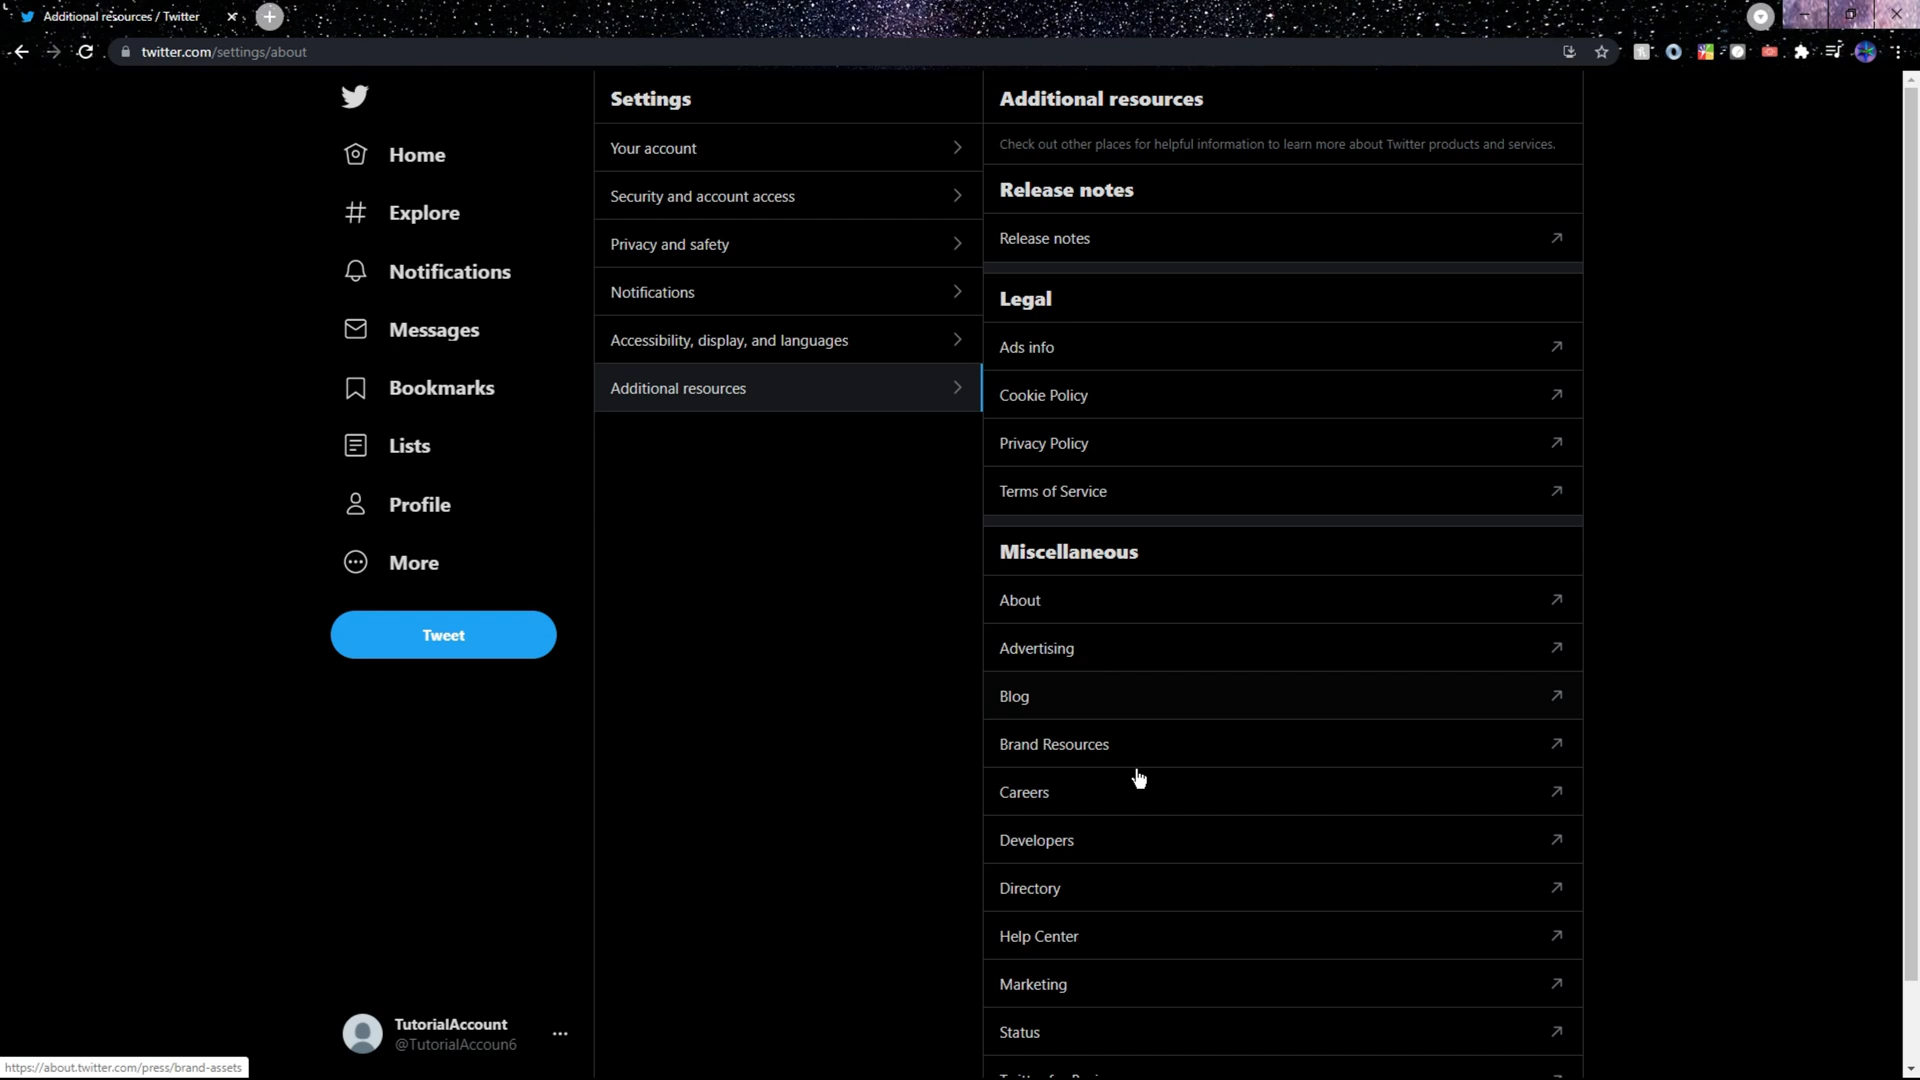 Additional resources / Twitter
twitter.com/settings/about
Home
Explore
Notifications
Messages
Bookmarks
Lists
Profile
More
Tweet
TutorialAccount
@TutorialAccoun6
Settings
Your account
Security and account access
Privacy and safety
Notifications
Accessibility, display, and languages
Additional resources
Additional resources
Check out other places for helpful information to learn more about Twitter products and services.
Release notes
Release notes
Legal
Ads info
Cookie Policy
Privacy Policy
Terms of Service
Miscellaneous
About
Advertising
Blog
Brand Resources
Careers
Developers
Directory
Help Center
Marketing
Status
https://about.twitter.com/press/brand-assets